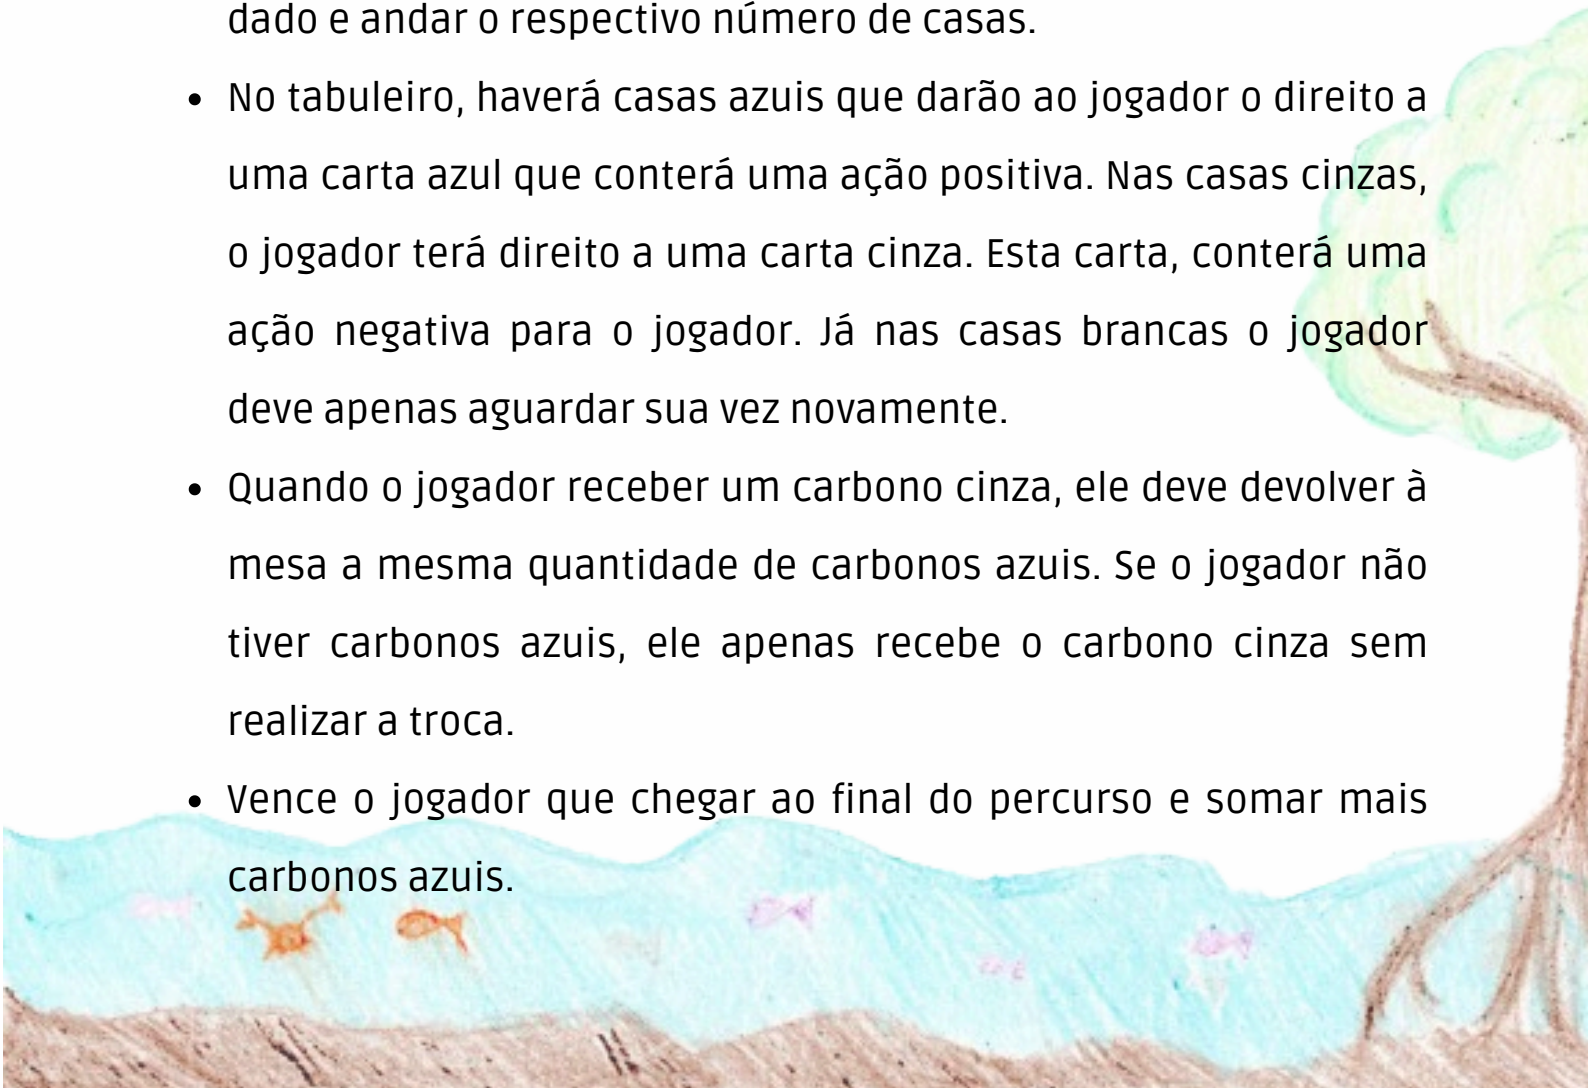 dado e andar o respectivo número de casas.
• No tabuleiro, haverá casas azuis que darão ao jogador o direito a
uma carta azul que conterá uma ação positiva. Nas casas cinzas,
o jogador terá direito a uma carta cinza. Esta carta, conterá uma
ação negativa para o jogador. Já nas casas brancas o jogador
deve apenas aguardar sua vez novamente.
• Quando o jogador receber um carbono cinza, ele deve devolver à
mesa a mesma quantidade de carbonos azuis. Se o jogador não
tiver carbonos azuis, ele apenas recebe o carbono cinza sem
realizar a troca.
• Vence o jogador que chegar ao final do percurso e somar mais
carbonos azuis.